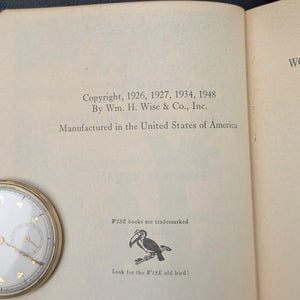 Copyright, 1926, 1927, 1934, 1948
By Wm. H. Wise & Co., Inc.
Manufactured in the United States of America
WISE books are trademarked
Look for the WISE old bird!